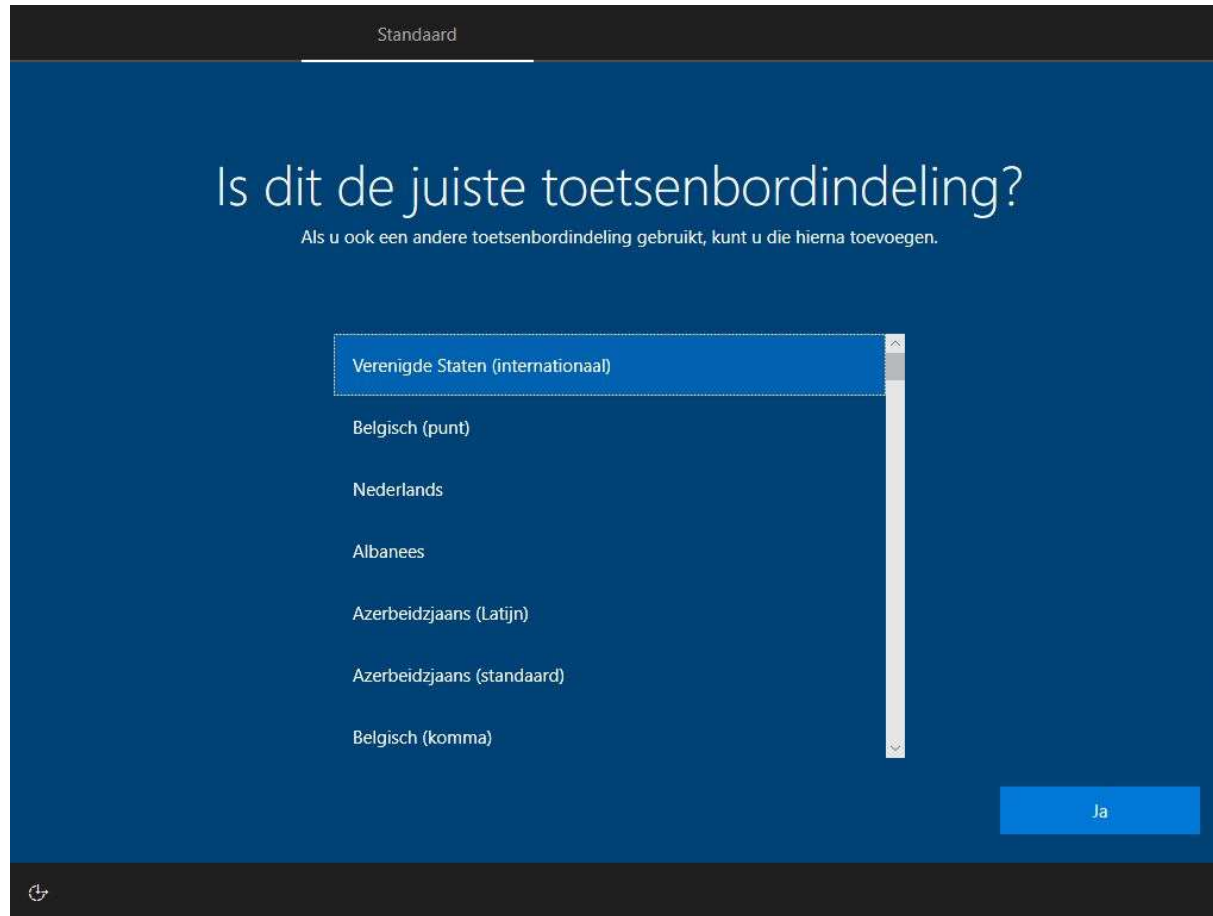 Standaard
Is dit de juiste toetsenbordindeling?
Als u ook een andere toetsenbordindeling gebruikt, kunt u die hierna toevoegen.
Verenigde Staten (internationaal)
Belgisch (punt)
Nederlands
Albanees
Azerbeidzjaans (Latijn)
Azerbeidzjaans (standaard)
Belgisch (komma)
Ja